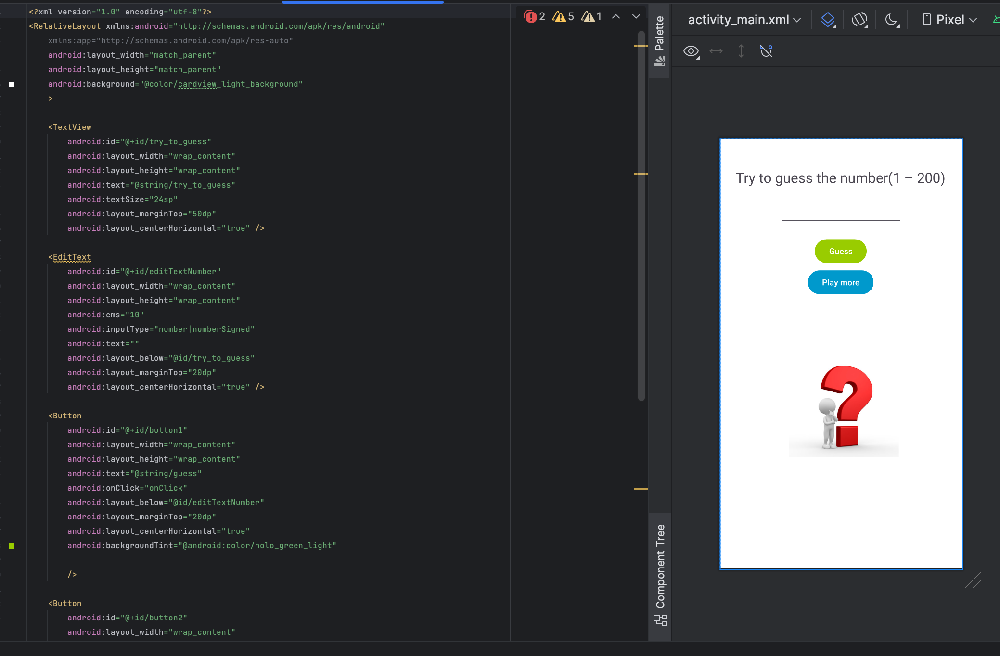 <?xml version="1.0" encoding="utf-8"?>
<RelativeLayout xmlns:android="http://schemas.android.com/apk/res/android"
xmlns:app="http://schemas.android.com/apk/res-auto"
android:layout_width="match_parent"
android:layout_height="match_parent"
android:background="@color/cardview_light_background"
>
<TextView
android:id="@+id/try_to_guess"
android:layout_width="wrap_content"
android:layout_height="wrap_content"
android:text="@string/try_to_guess"
android:textSize="24sp"
android:layout_marginTop="50dp"
android:layout_centerHorizontal="true" />
<EditText
android:id="@+id/editTextNumber"
android:layout_width="wrap_content"
android:layout_height="wrap_content"
android:ems="10"
android:inputType="number|numberSigned"
android:text=""
android:layout_below="@id/try_to_guess"
android:layout_marginTop="20dp"
android:layout_centerHorizontal="true" />
<Button
android:id="@+id/button1"
android:layout_width="wrap_content"
android:layout_height="wrap_content"
android:text="@string/guess"
android:onClick="onClick"
android:layout_below="@id/editTextNumber"
android:layout_marginTop="20dp"
android:layout_centerHorizontal="true"
android:backgroundTint="@android:color/holo_green_light"
/>
<Button
android:id="@+id/button2"
android:layout_width="wrap_content"
2 5 1
Palette
Component Tree
activity_main.xml
Pixel
Try to guess the number(1 – 200)
Guess
Play more